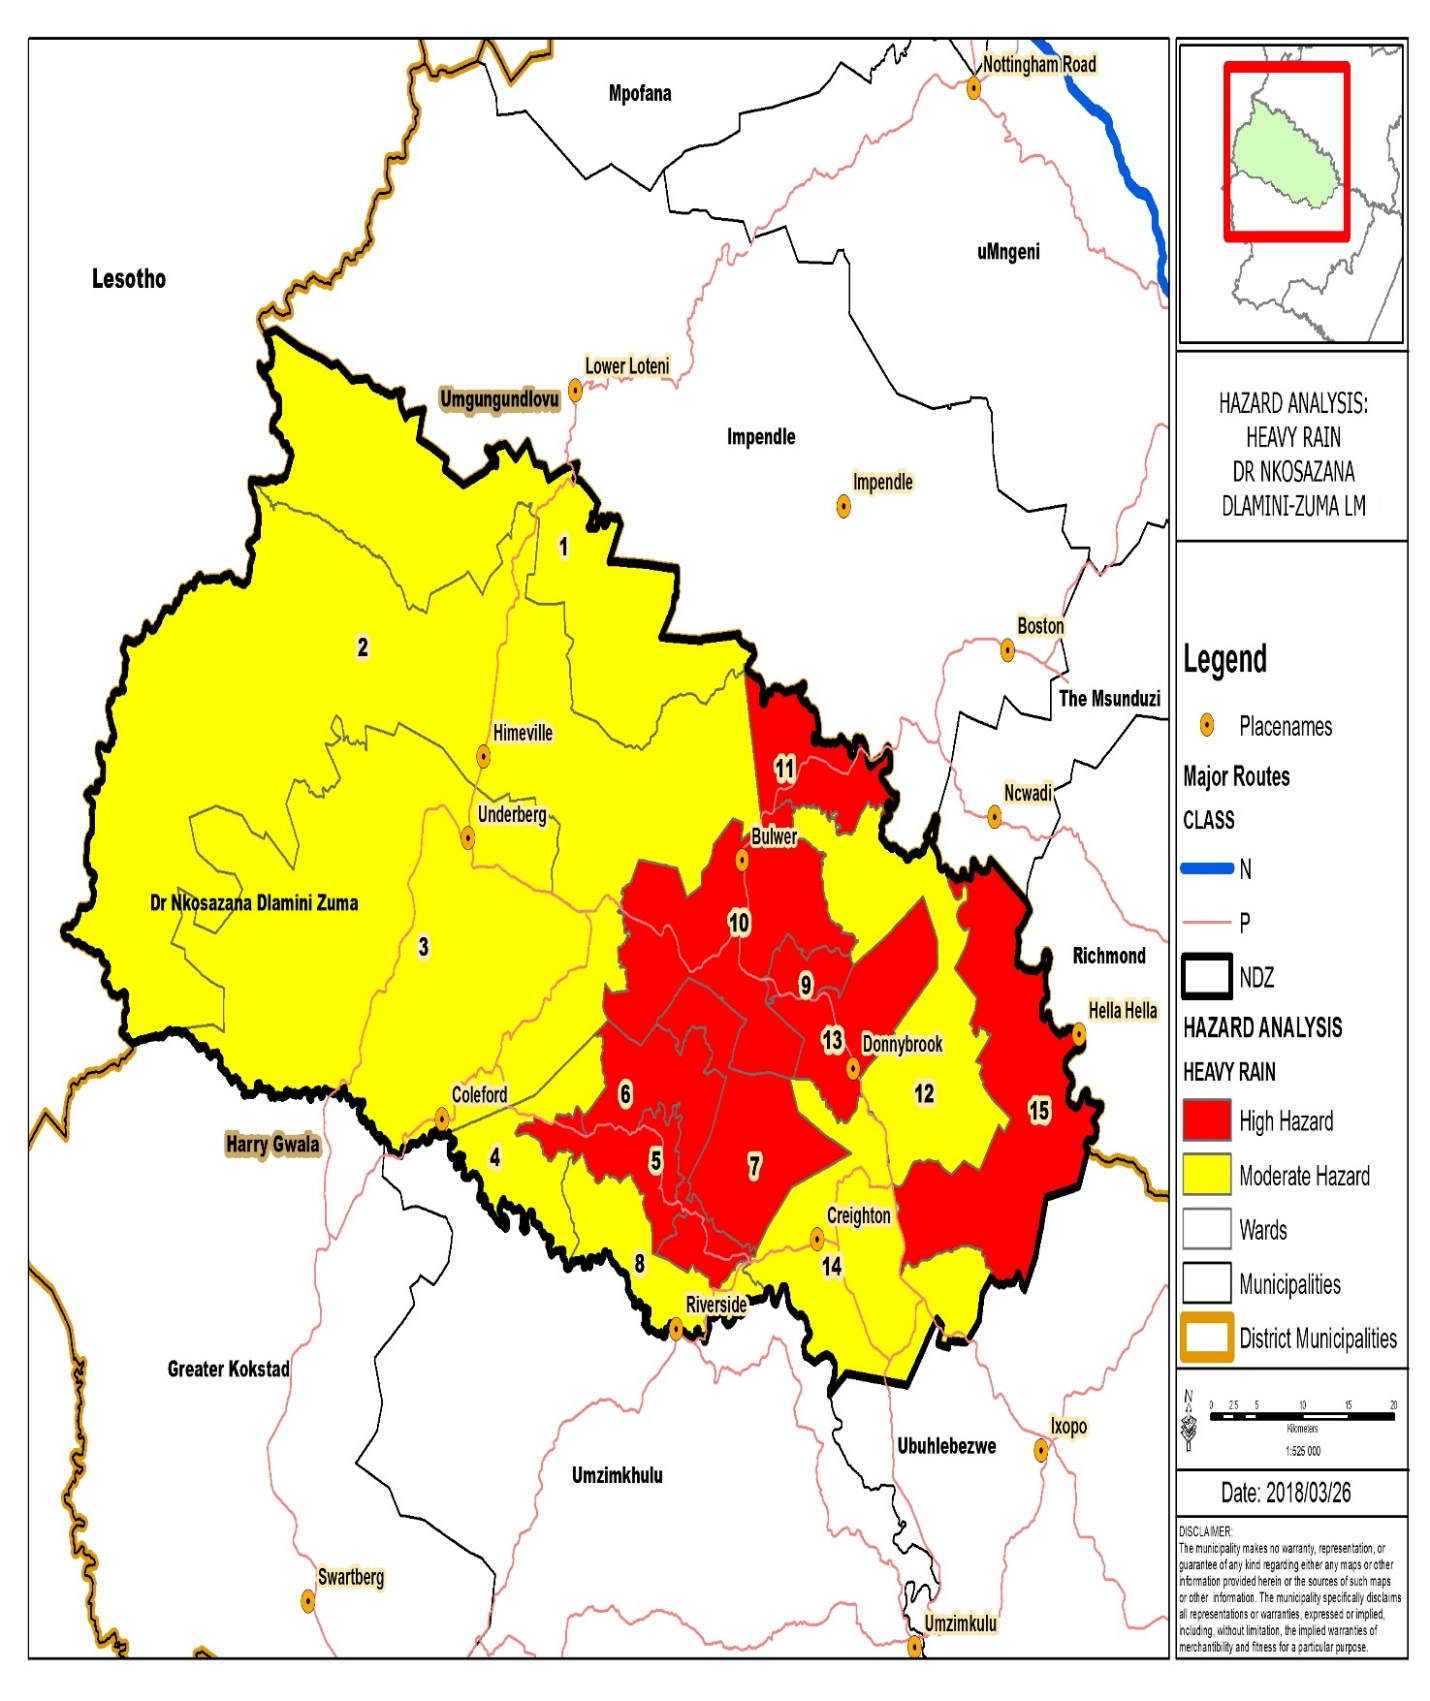 Nottingham Road
Mpofana
uMngeni
Lesotho
Lower Loteni
Umgungundlovu
Impendle
Impendle
1
Boston
2
The Msunduzi
Himeville
11
Ncwadi
Underberg
Bulwer
Dr Nkosazana Dlamini Zuma
10
3
Richmond
9
Hella Hella
13
Donnybrook
Coleford
6
12
15
Harry Gwala
4
5
7
Creighton
8
14
Riverside
Greater Kokstad
Ixopo
Ubuhlebezwe
Umzimkhulu
Swartberg
Umzimkulu
HAZARD ANALYSIS:
HEAVY RAIN
DR NKOSAZANA
DLAMINI-ZUMA LM
Legend
Placenames
Major Routes
CLASS
N
P
NDZ
HAZARD ANALYSIS
HEAVY RAIN
High Hazard
Moderate Hazard
Wards
Municipalities
District Municipalities
N
0 2.5 5 10 15 20
Kilometers
1:525 000
Date: 2018/03/26
DISCLAIMER:
The municipality makes no warranty, representation, or
guarantee of any kind regarding either any maps or other
information provided herein or the sources of such maps
or other information. The municipality specifically disclaims
all representations or warranties, expressed or implied,
including, without limitation, the implied warranties of
merchantibility and fitness for a particular purpose.